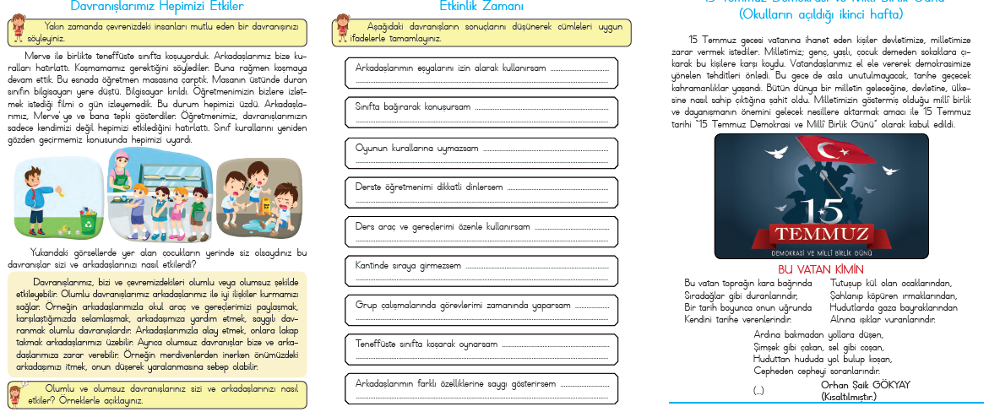 Davranışlarımız Hepimizi Etkiler
Yakın zamanda çevrenizdeki insanları mutlu eden bir davranışınızı
söyleyiniz.
Merve ile birlikte teneffüste sınıfta koşuyorduk. Arkadaşlarımız bize ku-
ralları hatırlattı. Koşmamamız gerektiğini söylediler. Buna rağmen koşmaya
devam ettik. Bu esnada öğretmen masasına çarptık. Masanın üstünde duran
sınıfın bilgisayarı yere düştü. Bilgisayar kırıldı. Öğretmenimizin bizlere izlet-
mek istediği filmi o gün izleyemedik. Bu durum hepimizi üzdü. Arkadaşla-
rımız, Merve' ye ve bana tepki gösterdiler. Öğretmenimiz, davranışlarımızın
sadece kendimizi değil hepimizi etkilediğini hatırlattı. Sınıf kurallarını yeniden
gözden geçirmemiz konusunda hepimizi uyardı.
Yukarıdaki görsellerde yer alan çocukların yerinde siz olsaydınız bu
davranışlar sizi ve arkadaşlarınızı nasıl etkilerdi?
Davranışlarımız, bizi ve çevremizdekileri olumlu veya olumsuz şekilde
etkileyebilir. Olumlu davranışlarımız arkadaşlarımız ile iyi ilişkiler kurmamızı
sağlar. Örneğin arkadaşlarımızla okul araç ve gereçlerimizi paylaşmak,
karşılaştığımızda selamlaşmak, arkadaşımıza yardım etmek, saygılı dav-
ranmak olumlu davranışlardır. Arkadaşlarımızla alay etmek, onlara lakap
takmak arkadaşlarımızı üzebilir. Ayrıca olumsuz davranışlar bize ve arka-
daşlarımıza zarar verebilir. Örneğin merdivenlerden inerken önümüzdeki
arkadaşımızı itmek, onun düşerek yaralanmasına sebep olabilir.
Olumlu ve olumsuz davranışlarınız sizi ve arkadaşlarınızı nasıl
etkiler? Örneklerle açıklayınız.
Etkinlik Zamanı
Aşağıdaki davranışların sonuçlarını düşünerek cümleleri uygun
ifadelerle tamamlayınız.
Arkadaşlarımın eşyalarını izin alarak kullanırsam
Sınıfta bağırarak konuşursam
Oyunun kurallarına uymazsam
Derste öğretmenimi dikkatli dinlersem
Ders araç ve gereçlerimi özenle kullanırsam
Kantinde sıraya girmezsem
Grup çalışmalarında görevlerimi zamanında yaparsam
Teneffüste sınıfta koşarak oynarsam
Arkadaşlarımın farklı özelliklerine saygı gösterirsem
15 Temmuz Demokrasi ve Millî Birlik Günü
(Okulların açıldığı ikinci hafta)
15 Temmuz gecesi vatanına ihanet eden kişiler devletimize, milletimize
zarar vermek istediler. Milletimiz; genç, yaşlı, çocuk demeden sokaklara çı-
karak bu kişilere karşı koydu. Vatandaşlarımız el ele vererek demokrasimize
yönelen tehditleri önledi. Bu gece de asla unutulmayacak, tarihe geçecek
kahramanlıklar yaşandı. Bütün dünya bir milletin geleceğine, devletine, ülke-
sine nasıl sahip çıktığına şahit oldu. Milletimizin göstermiş olduğu millî birlik
ve dayanışmanın önemini gelecek nesillere aktarmak amacı ile 15 Temmuz
tarihi "15 Temmuz Demokrasi ve Millî Birlik Günü" olarak kabul edildi.
15
TEMMUZ
DEMOKRASİ VE MİLLÎ BİRLİK GÜNÜ
BU VATAN KİMİN
Bu vatan toprağın kara bağrında
Sıradağlar gibi duranlarındır,
Bir tarih boyunca onun uğrunda
Kendini tarihe verenlerindir.
Tutuşup kül olan ocaklarından,
Şahlanıp köpüren ırmaklarından,
Hudutlarda gaza bayraklarından
Alnına ışıklar vuranlarındır.
Ardına bakmadan yollara düşen,
Şimşek gibi çakan, sel gibi coşan,
Huduttan hududa yol bulup koşan,
Cepheden cepheyi soranlarındır.
(...)
Orhan Şaik GÖKYAY
(Kısaltılmıştır.)